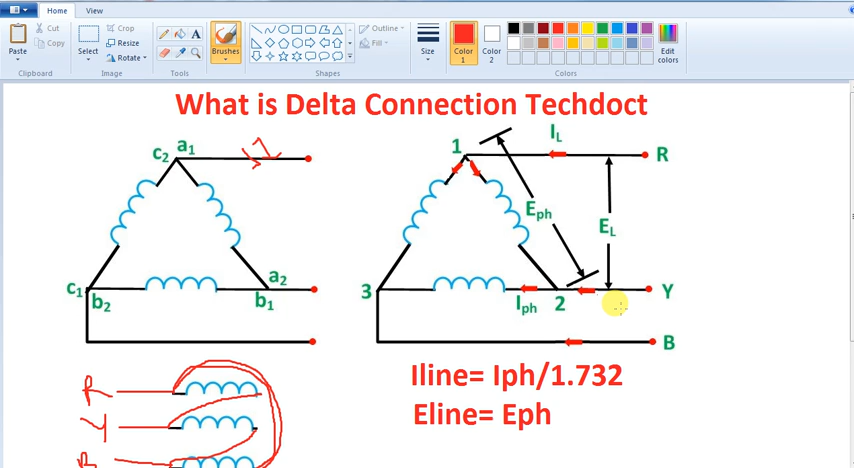 Home View
Paste Cut Copy Select Crop Resize Rotate A Brushes Outline Fill Size Color 1 Color 2 Edit colors
Clipboard Image Tools Shapes Colors
What is Delta Connection Techdoct
c2 a1
c1 b2
a2
b1
1 IL R
Eph
EL
3 Iph 2 Y
B
Iline= Iph/1.732
Eline= Eph
R
Y
B